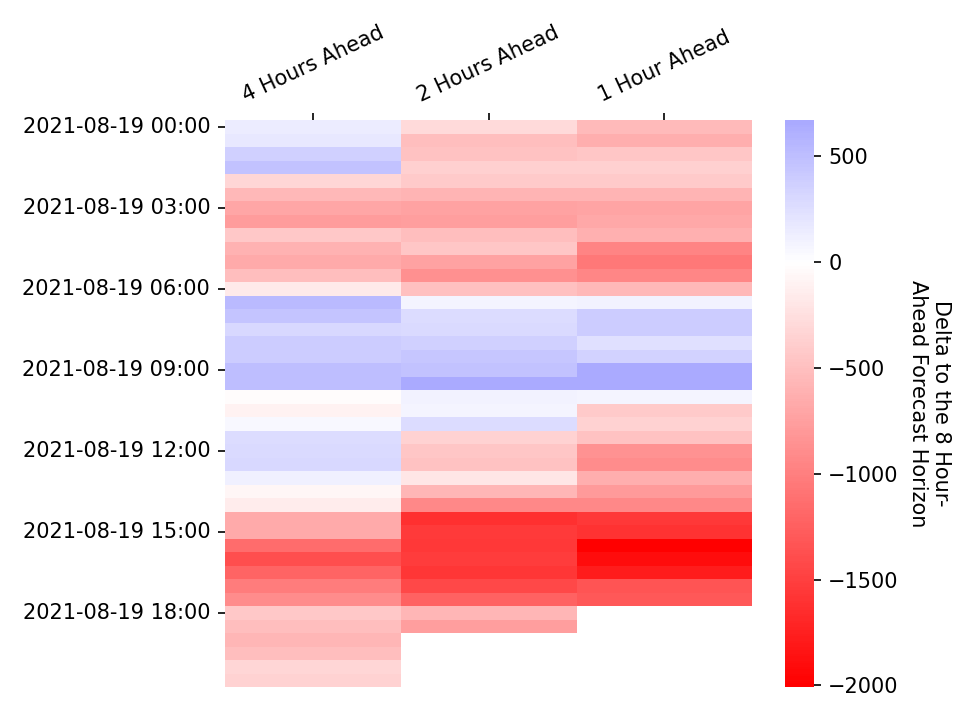 4 Hours Ahead
2 Hours Ahead
1 Hour Ahead
2021-08-19 00:00
2021-08-19 03:00
2021-08-19 06:00
2021-08-19 09:00
2021-08-19 12:00
2021-08-19 15:00
2021-08-19 18:00
500
0
−500
−1000
−1500
−2000
Delta to the 8 Hour-
Ahead Forecast Horizon